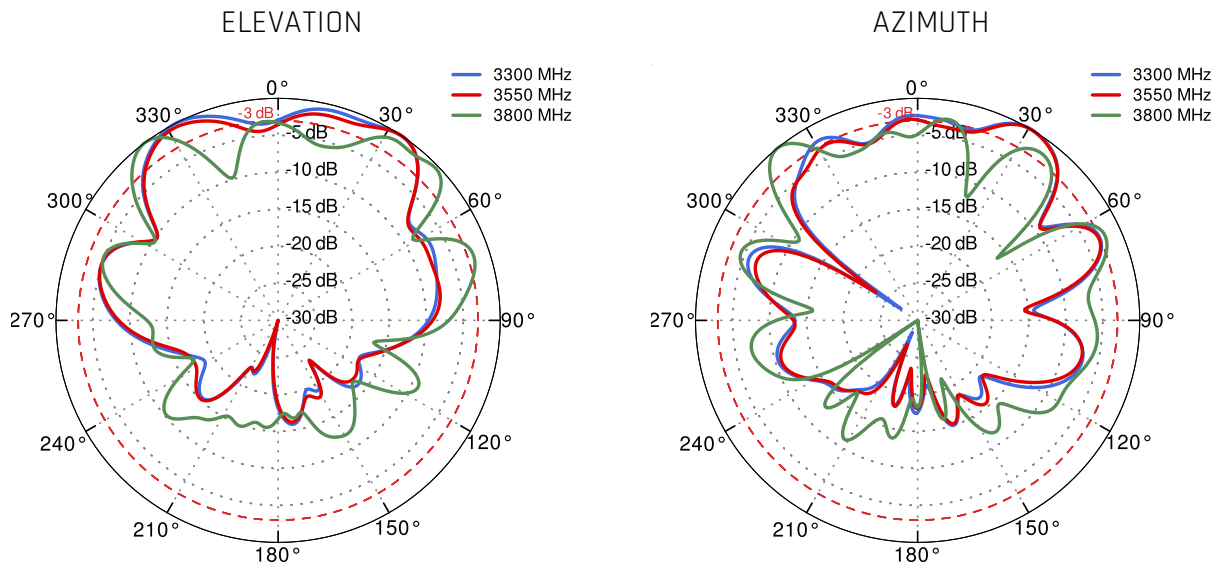 ELEVATION
3300 MHz
3550 MHz
3800 MHz
0°
330°
-3 dB
30°
-5 dB
-10 dB
300°
60°
-15 dB
-20 dB
-25 dB
270°
-30 dB
90°
240°
120°
210°
150°
180°
AZIMUTH
3300 MHz
3550 MHz
3800 MHz
0°
330°
-3 dB
30°
-5 dB
-10 dB
300°
60°
-15 dB
-20 dB
-25 dB
270°
-30 dB
90°
240°
120°
210°
150°
180°